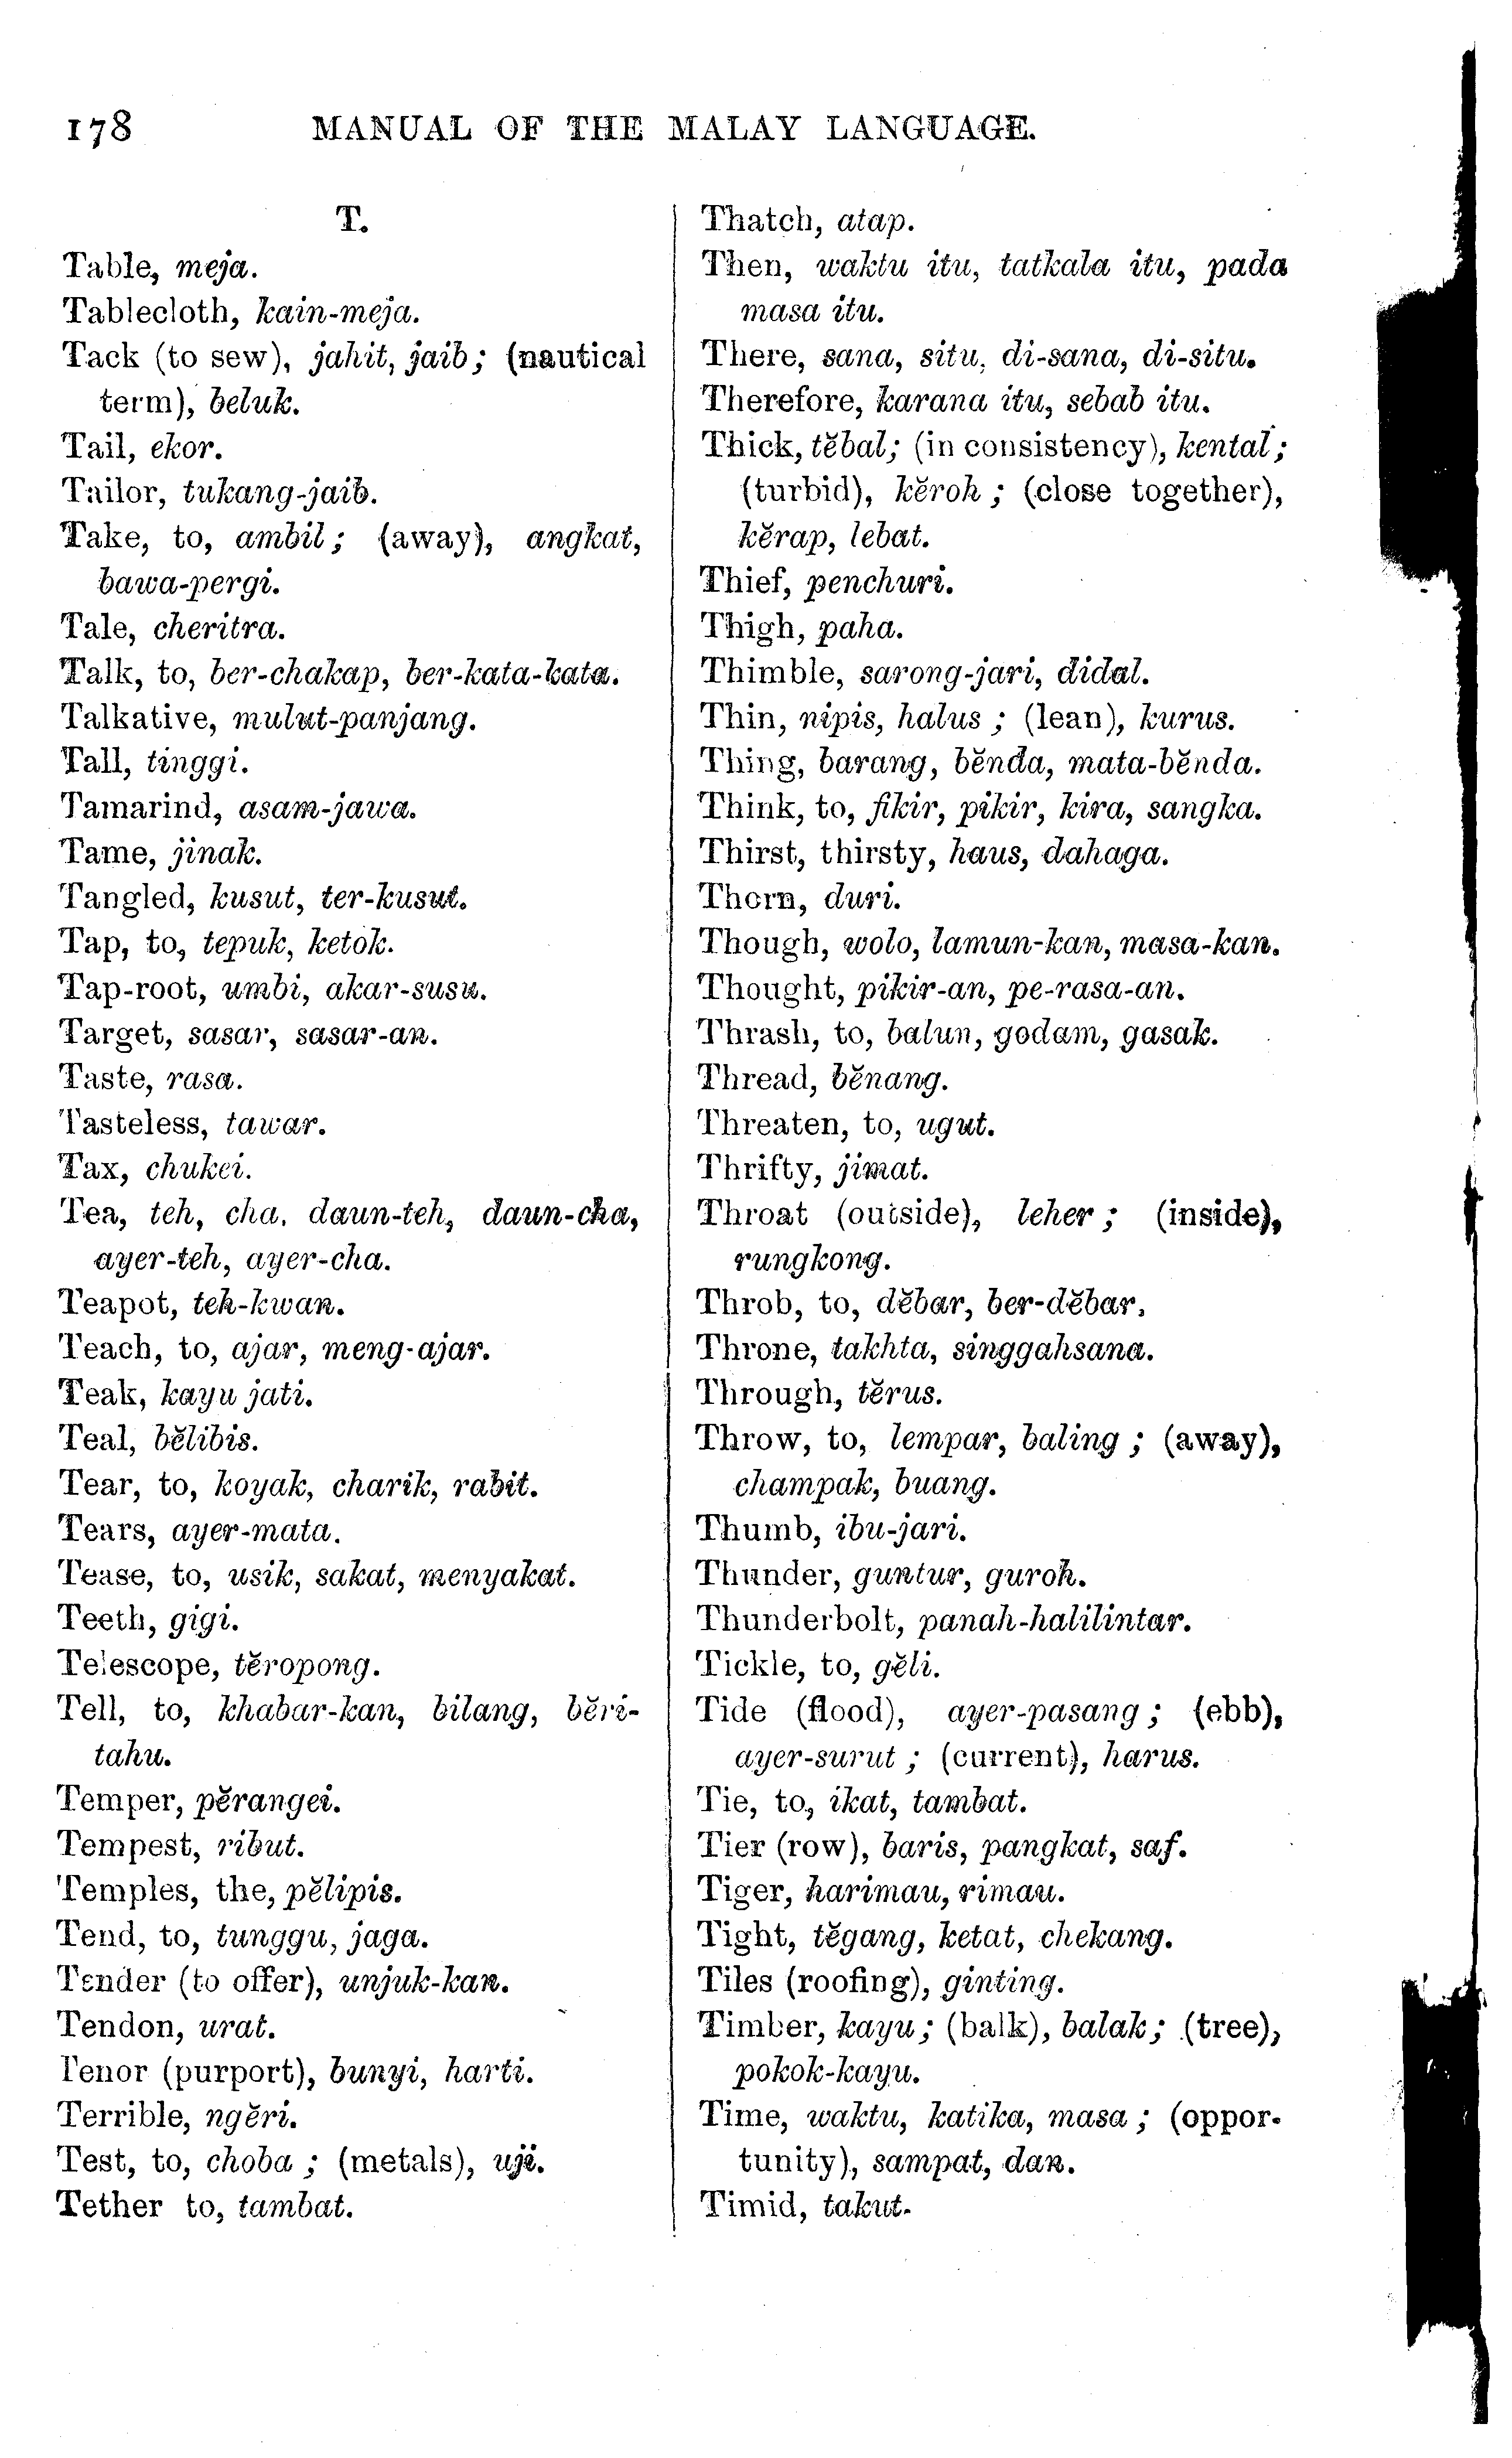 178 MANUAL OF THE MALAY LANGUAGE.
T.
Table, meja.
Tablecloth, kain-meja.
Tack (to sew), jahit, jaib; (nautical
term), beluk.
Tail, ekor.
Tailor, tukang-jaib.
Take, to, ambil; (away), angkat,
bawa-pergi.
Tale, cheritra.
Talk, to, ber-chakap, ber-kata-kata.
Talkative, mulut-panjang.
Tall, tinggi.
Tamarind, asam-jawa.
Tame, jinak.
Tangled, kusut, ter-kusut.
Tap, to, tepuk, ketok.
Tap-root, umbi, akar-susu.
Target, sasar, sasar-an.
Taste, rasa.
Tasteless, tawar.
Tax, chukei.
Tea, teh, cha, daun-teh, daun-cha,
ayer-teh, ayer-cha.
Teapot, teh-kwan.
Teach, to, ajar, meng-ajar.
Teak, kayu jati.
Teal, bĕlibis.
Tear, to, koyak, charik, rabit.
Tears, ayer-mata.
Tease, to, usik, sakat, menyakat.
Teeth, gigi.
Telescope, tĕropong.
Tell, to, khabar-kan, bilang, bĕri-
tahu.
Temper, pĕrangei.
Tempest, ribut.
Temples, the, pĕlipis.
Tend, to, tunggu, jaga.
Tender (to offer), unjuk-kan.
Tendon, urat.
Tenor (purport), bunyi, harti.
Terrible, ngĕri.
Test, to, choba; (metals), uji.
Tether to, tambat.
Thatch, atap.
Then, waktu itu, tatkala itu, pada
masa itu.
There, sana, situ, di-sana, di-situ.
Therefore, karana itu, sebab itu.
Thick, tĕbal; (in consistency), kental;
(turbid), kĕroh; (close together),
kĕrap, lebat.
Thief, penchuri.
Thigh, paha.
Thimble, sarong-jari, didal.
Thin, nipis, halus; (lean), kurus.
Thing, barang, bĕnda, mata-bĕnda.
Think, to, fikir, pikir, kira, sangka.
Thirst, thirsty, haus, dahaga.
Thorn, duri.
Though, wolo, lamun-kan, masa-kan.
Thought, pikir-an, pe-rasa-an.
Thrash, to, balun, godam, gasak.
Thread, bĕnang.
Threaten, to, ugut.
Thrifty, jimat.
Throat (outside), leher; (inside),
rungkong.
Throb, to, dĕbar, ber-dĕbar.
Throne, takhta, singgahsana.
Through, tĕrus.
Throw, to, lempar, baling; (away),
champak, buang.
Thumb, ibu-jari.
Thunder, guntur, guroh.
Thunderbolt, panah-halilintar.
Tickle, to, gĕli.
Tide (flood), ayer-pasang; (ebb),
ayer-surut; (current), harus.
Tie, to, ikat, tambat.
Tier (row), baris, pangkat, saf.
Tiger, harimau, rimau.
Tight, tĕgang, ketat, chekang.
Tiles (roofing), ginting.
Timber, kayu; (balk), balak; (tree),
pokok-kayu.
Time, waktu, katika, masa; (oppor-
tunity), sampat, dan.
Timid, takut.